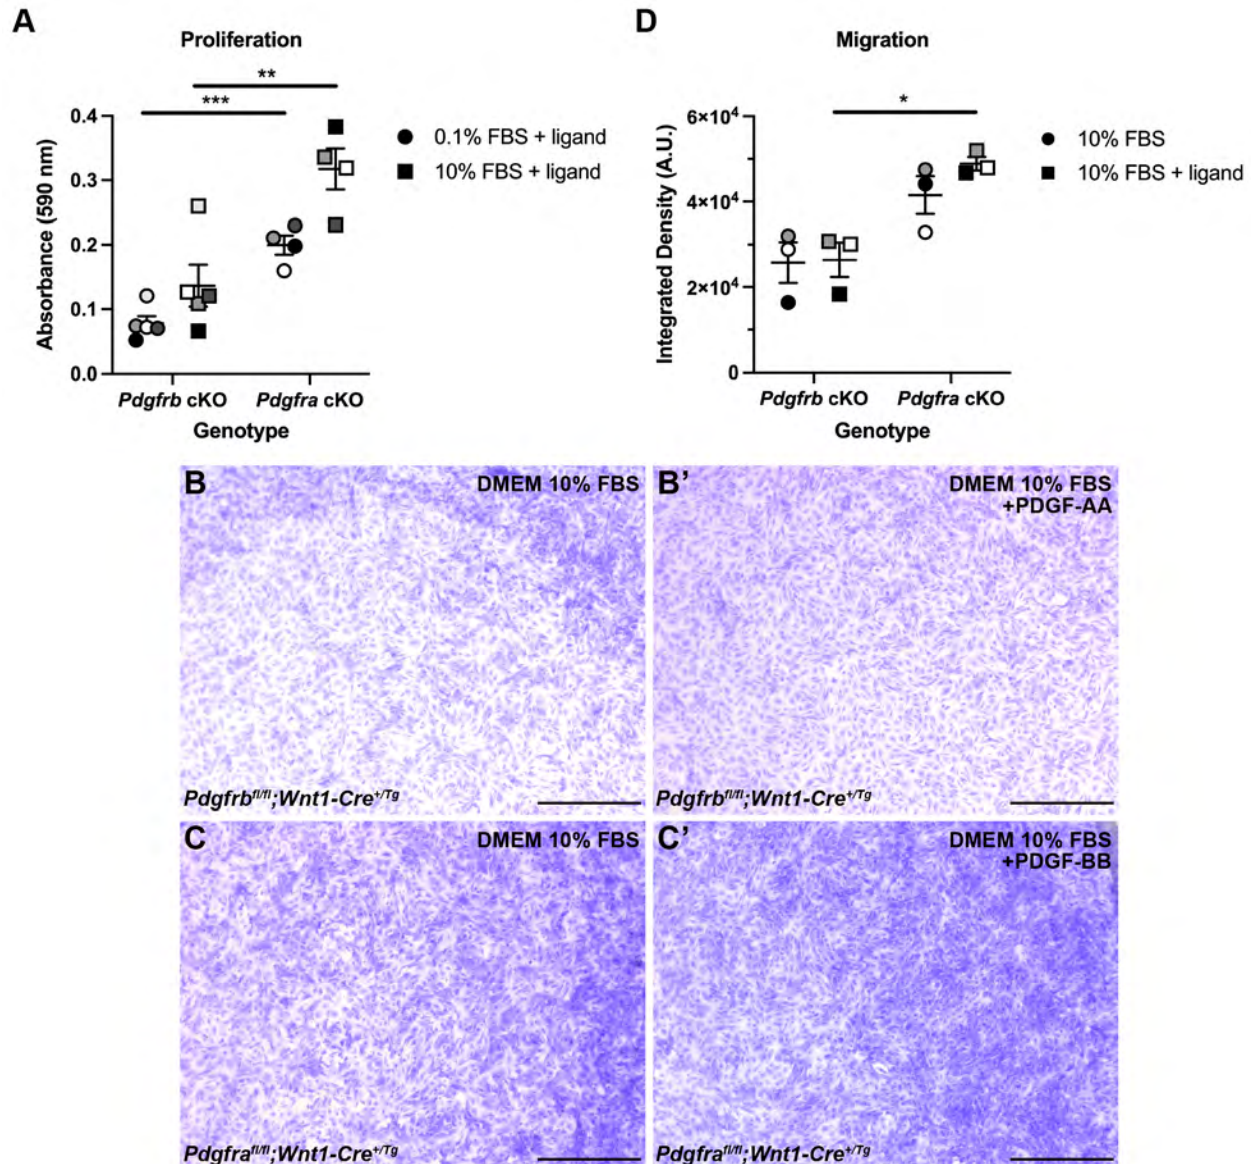 A
Proliferation
**
***
0.4
0.3
0.2
0.1
0.0
Absorbance (590 nm)
0.1% FBS + ligand
10% FBS + ligand
Pdgfrb cKO
Pdgfra cKO
Genotype
D
Migration
*
6×10⁴
4×10⁴
2×10⁴
0
Integrated Density (A.U.)
10% FBS
10% FBS + ligand
Pdgfrb cKO
Pdgfra cKO
Genotype
B
DMEM 10% FBS
Pdgfrb^fl/fl;Wnt1-Cre^+/Tg
B’
DMEM 10% FBS
+PDGF-AA
Pdgfrb^fl/fl;Wnt1-Cre^+/Tg
C
DMEM 10% FBS
Pdgfra^fl/fl;Wnt1-Cre^+/Tg
C’
DMEM 10% FBS
+PDGF-BB
Pdgfra^fl/fl;Wnt1-Cre^+/Tg